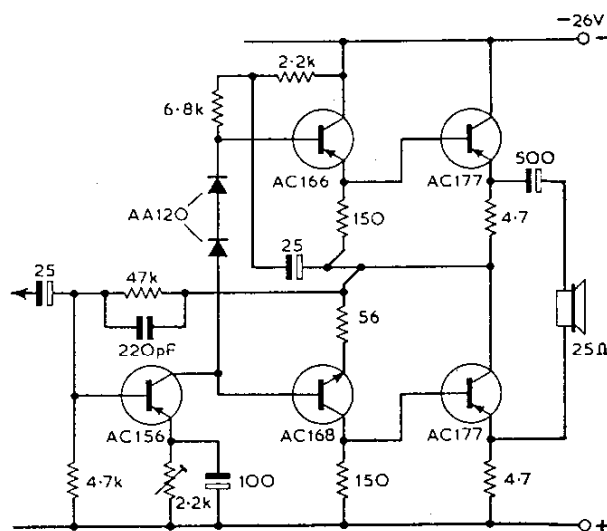 -26V
-
2·2k
6·8k
AC166
AC177
500
AA120
150
4·7
25
25
47k
220pF
56
25Ω
AC156
AC168
AC177
4·7k
2·2k
100
150
4·7
+